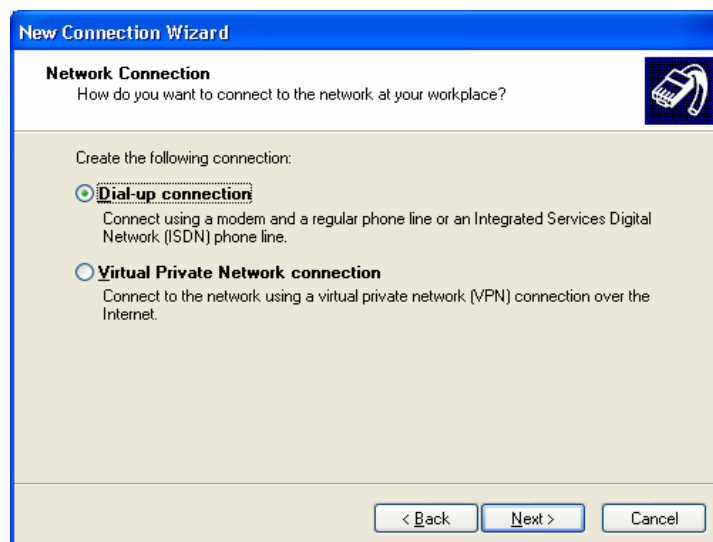 New Connection Wizard
Network Connection
How do you want to connect to the network at your workplace?
Create the following connection:
Dial-up connection
Connect using a modem and a regular phone line or an Integrated Services Digital
Network (ISDN) phone line.
Virtual Private Network connection
Connect to the network using a virtual private network (VPN) connection over the
Internet.
< Back
Next >
Cancel